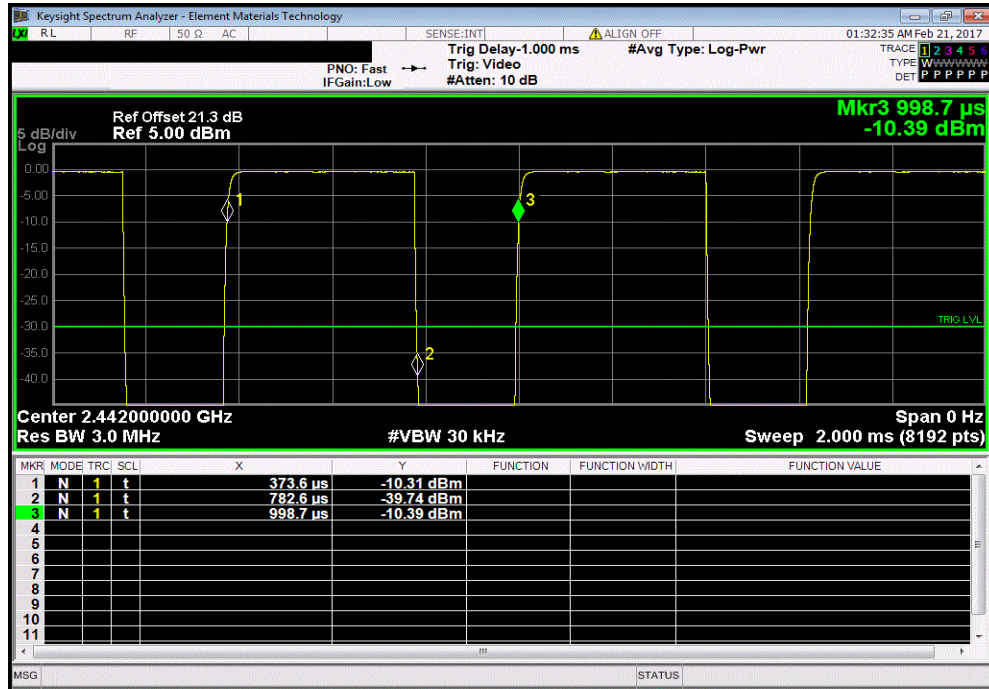 Keysight Spectrum Analyzer - Element Materials Technology
LXI RL RF 50 Ω AC SENSE:INT ALIGN OFF 01:32:35 AM Feb 21, 2017
Trig Delay-1.000 ms #Avg Type: Log-Pwr TRACE 1 2 3 4 5 6
PNO: Fast Trig: Video TYPE WWWWWW
IFGain:Low #Atten: 10 dB DET P P P P P P
Mkr3 998.7 µs
Ref Offset 21.3 dB
5 dB/div Ref 5.00 dBm -10.39 dBm
Log
0.00
1 3
-5.00
-10.0
-15.0
-20.0
-25.0
-30.0 TRIG LVL
-35.0 2
-40.0
Center 2.442000000 GHz Span 0 Hz
Res BW 3.0 MHz #VBW 30 kHz Sweep 2.000 ms (8192 pts)
MKR MODE TRC SCL X Y FUNCTION FUNCTION WIDTH FUNCTION VALUE
1 N 1 t 373.6 µs -10.31 dBm
2 N 1 t 782.6 µs -39.74 dBm
3 N 1 t 998.7 µs -10.39 dBm
4
5
6
7
8
9
10
11
MSG STATUS